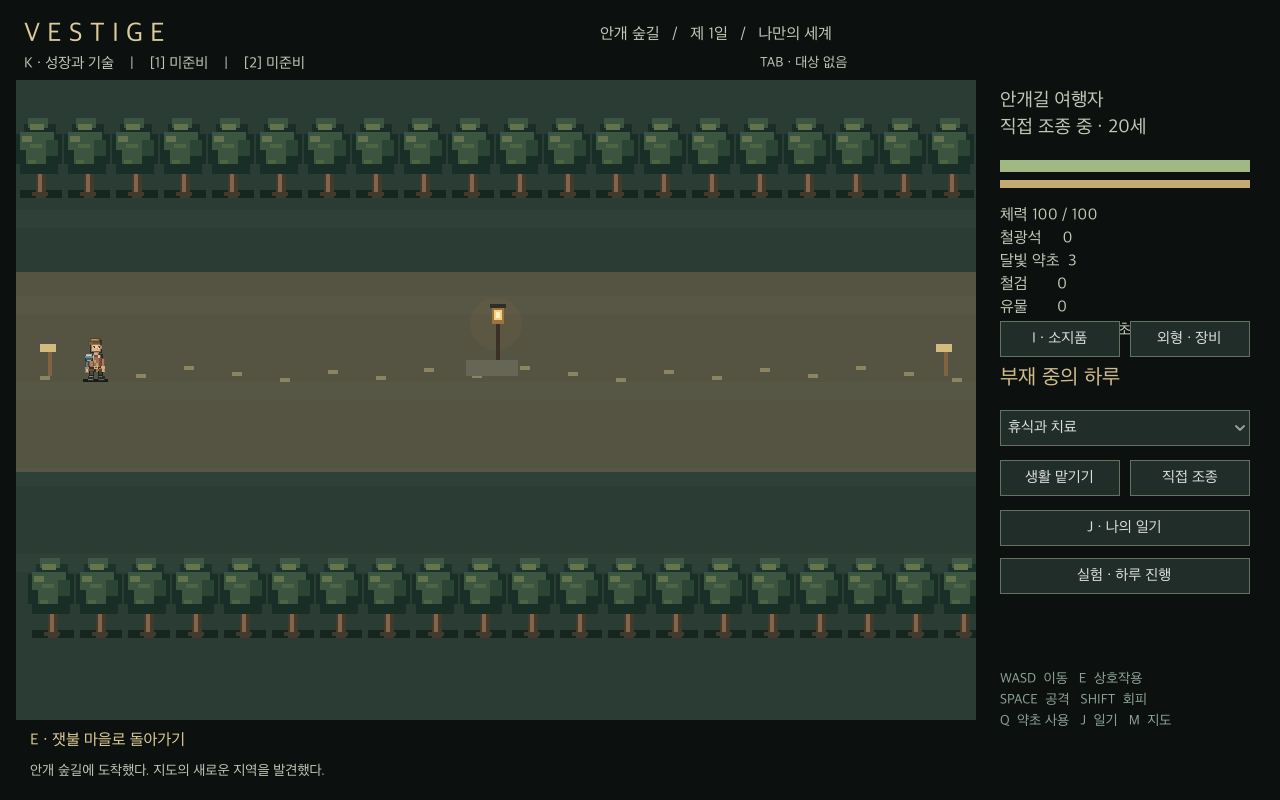 VESTIGE
안개 숲길 / 제 1일 / 나만의 세계
K · 성장과 기술 | [1] 미준비 | [2] 미준비
TAB · 대상 없음
안개길 여행자
직접 조종 중 · 20세
체력 100 / 100
철광석 0
달빛 약초 3
철검 0
유물 0
I · 소지품
외형 · 장비
부재 중의 하루
휴식과 치료
생활 맡기기
직접 조종
J · 나의 일기
실험 · 하루 진행
WASD 이동 E 상호작용
SPACE 공격 SHIFT 회피
Q 약초 사용 J 일기 M 지도
E · 잿불 마을로 돌아가기
안개 숲길에 도착했다. 지도의 새로운 지역을 발견했다.